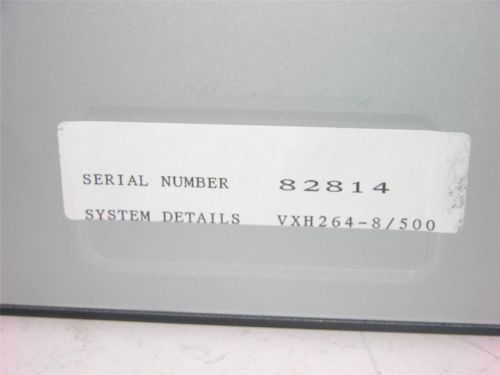 SERIAL NUMBER 82814
SYSTEM DETAILS VXH264-8/500